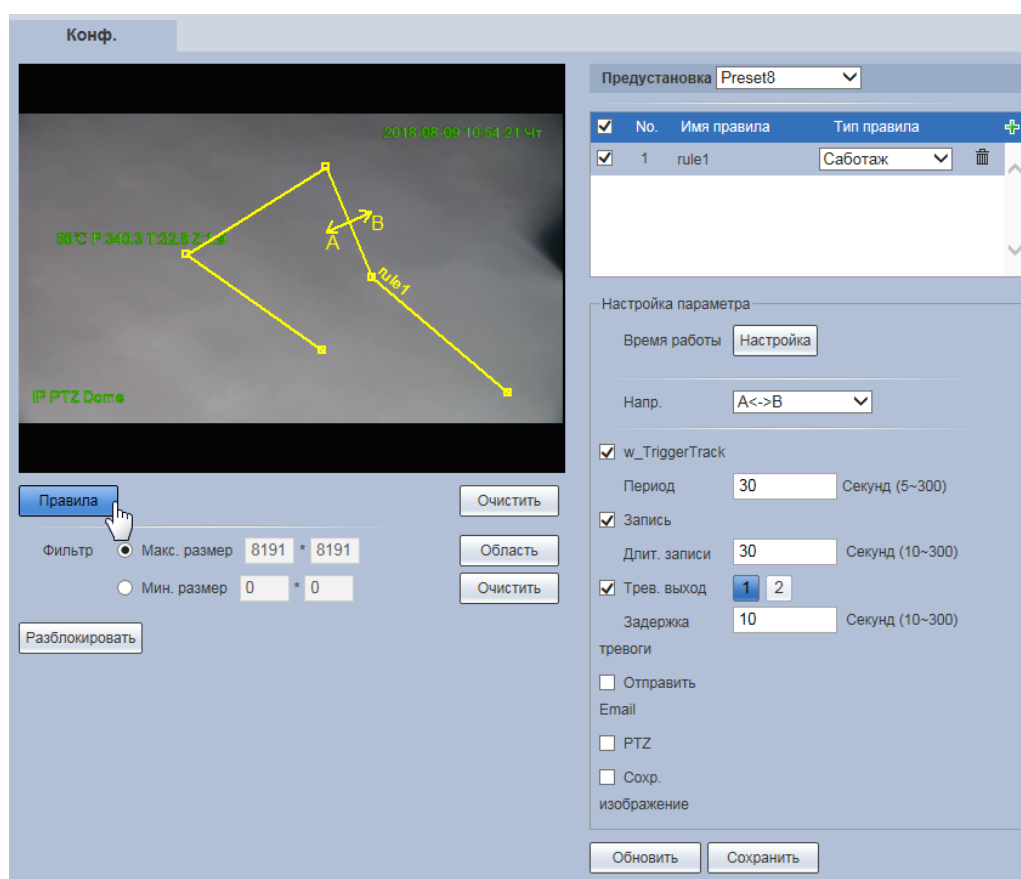 Конф.
2018-08-09 10:54:21 Чт
A
B
rule1
IP PTZ Dome
Правила
Очистить
Фильтр Макс. размер 8191 * 8191 Область
Мин. размер 0 * 0 Очистить
Разблокировать
Предустановка Preset8
No. Имя правила Тип правила
1 rule1 Саботаж
Настройка параметра
Время работы Настройка
Напр. A<->B
w_TriggerTrack
Период 30 Секунд (5~300)
Запись
Длит. записи 30 Секунд (10~300)
Трев. выход 1 2
Задержка 10 Секунд (10~300)
тревоги
Отправить
Email
PTZ
Сохр.
изображение
Обновить Сохранить